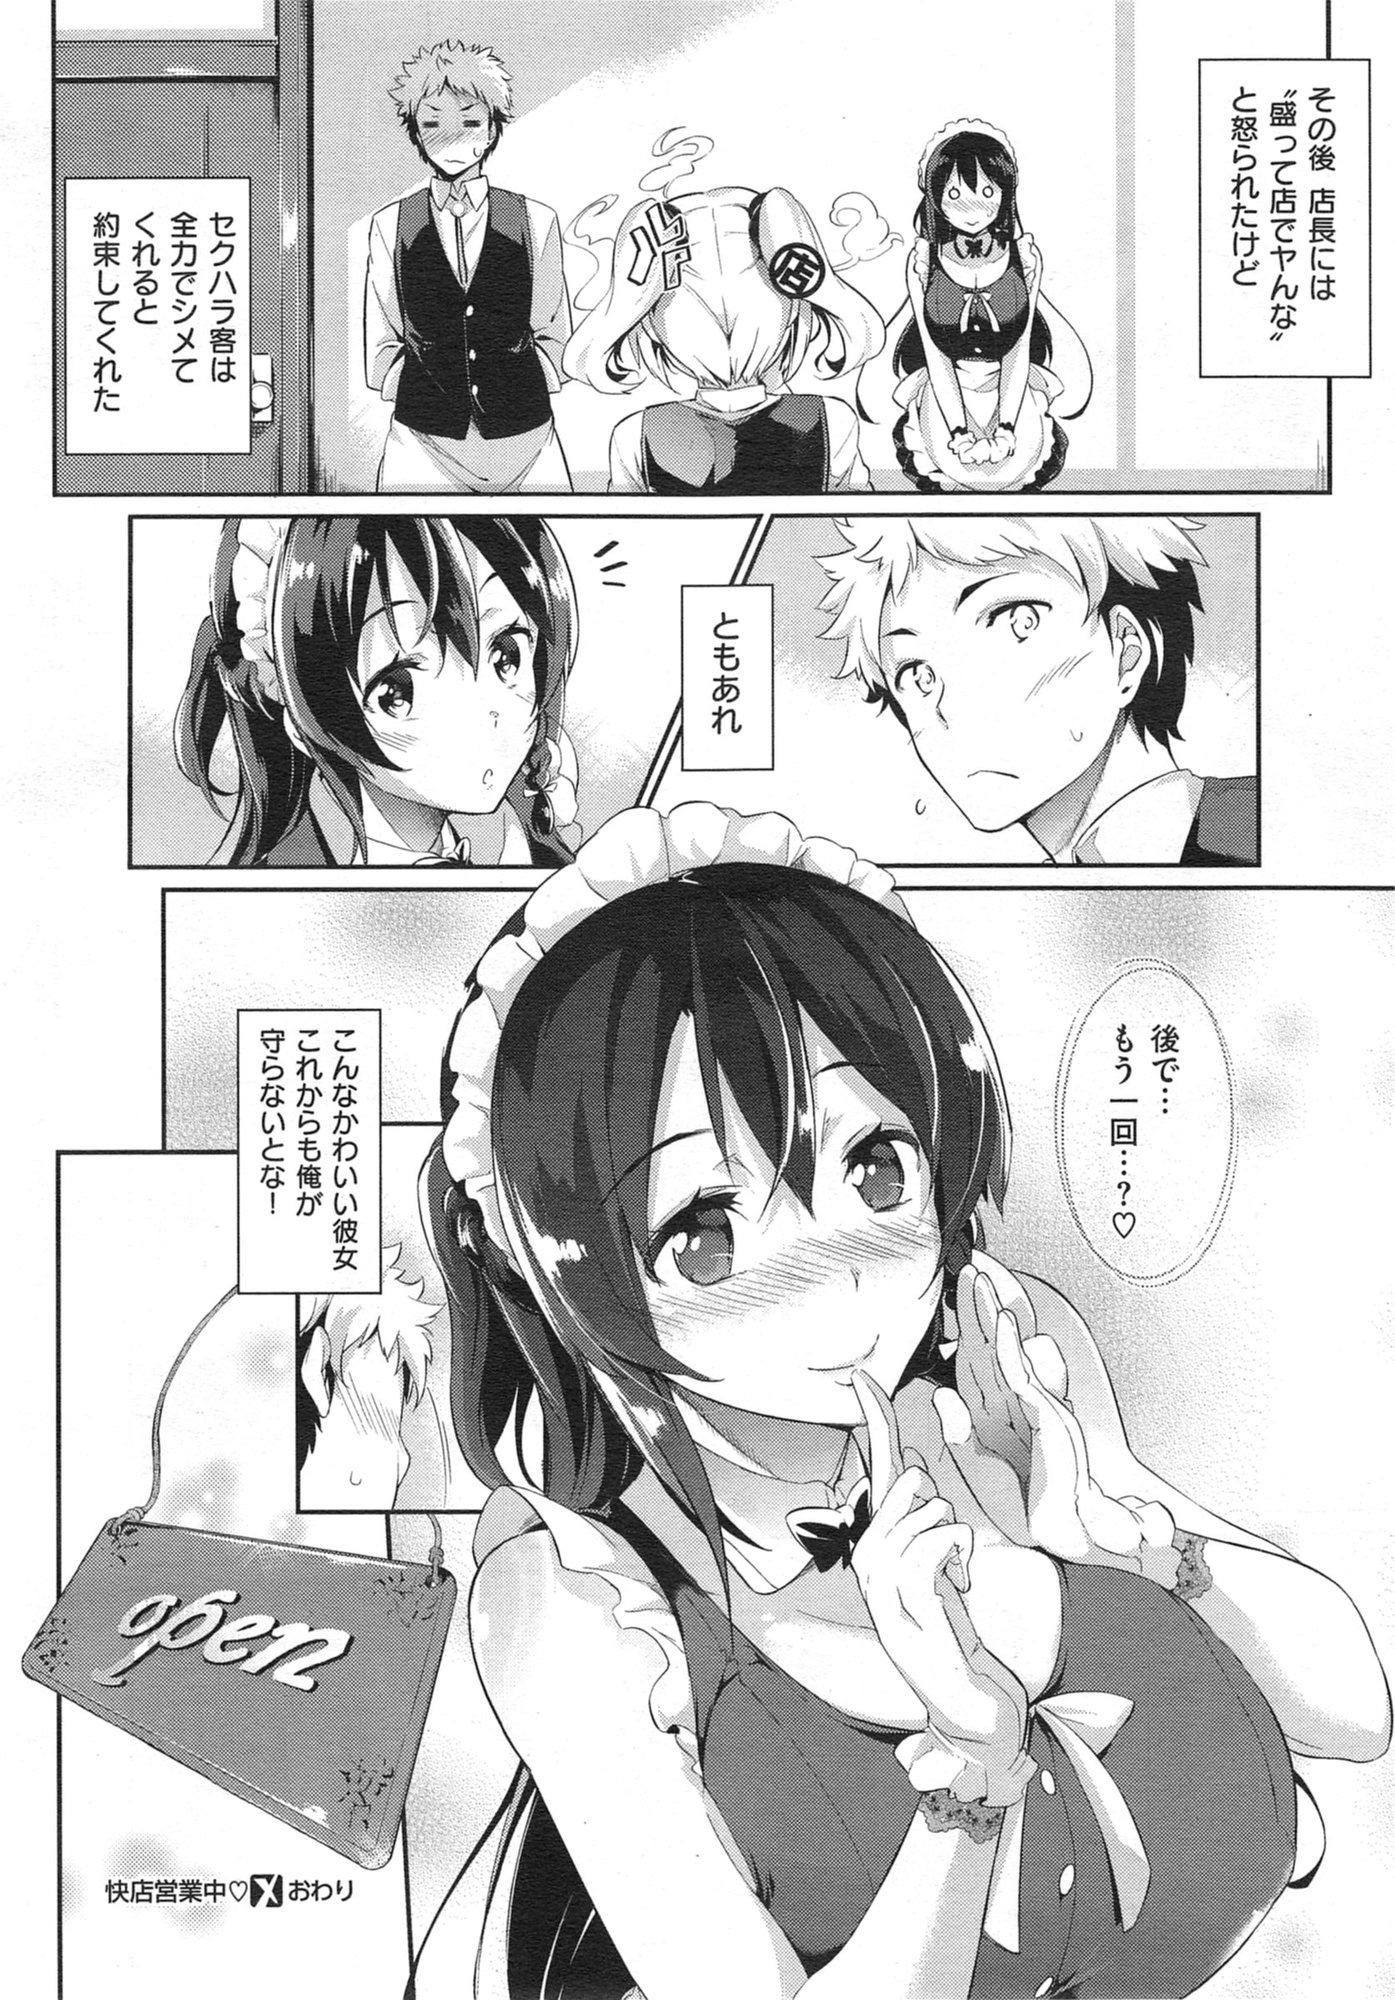 その後 店長には
〝盛って店でヤんな〟
と怒られたけど
店
セクハラ客は
全力でシメて
くれると
約束してくれた
ともあれ
後で…
もう一回…?♡
こんなかわいい彼女
これからも俺が
守らないとな!
open
快店営業中♡ X おわり